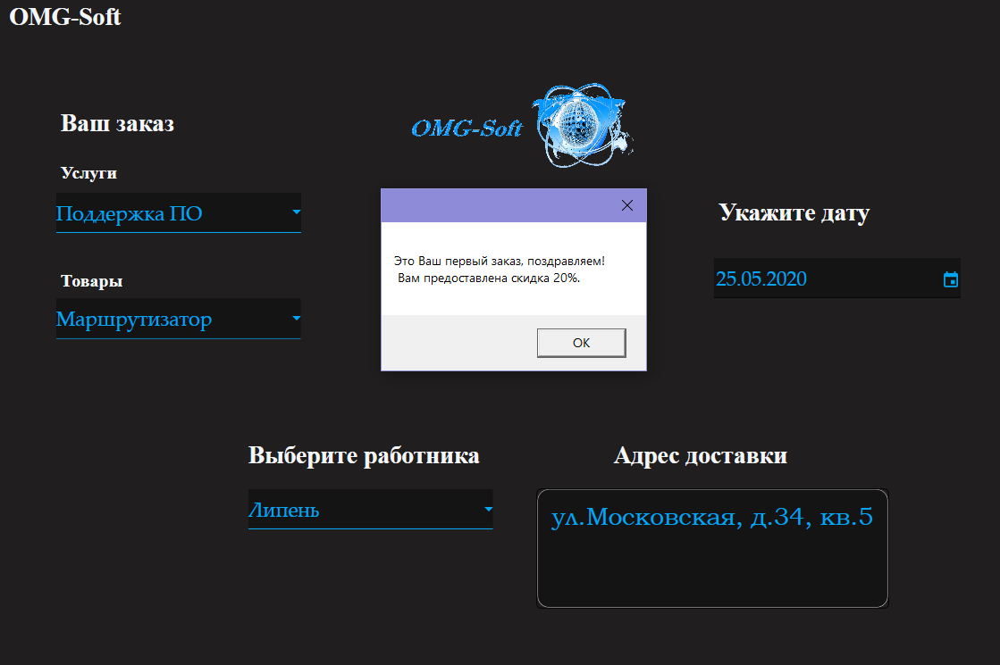 OMG-Soft
OMG-Soft
Ваш заказ
Услуги
Поддержка ПО
Товары
Маршрутизатор
Это Ваш первый заказ, поздравляем!
Вам предоставлена скидка 20%.
OK
Укажите дату
25.05.2020
Выберите работника
Липень
Адрес доставки
ул.Московская, д.34, кв.5